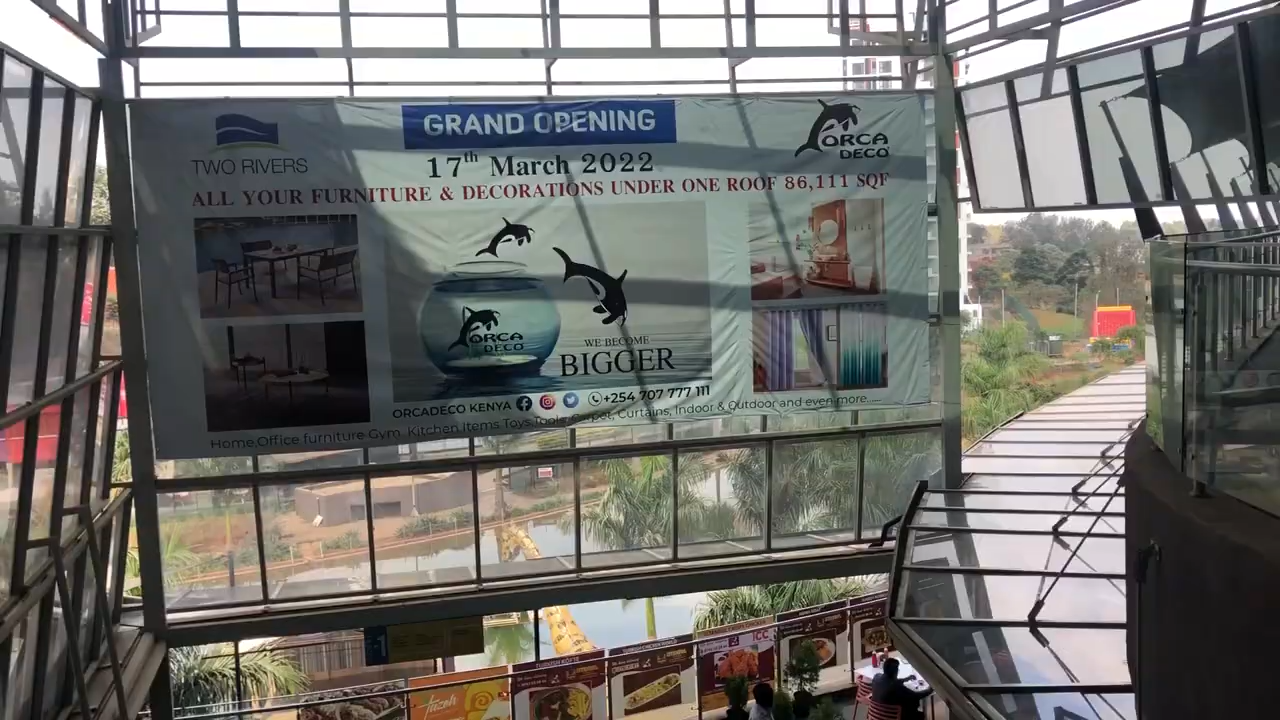 GRAND OPENING
TWO RIVERS
ORCA
DECO
17th March 2022
ALL YOUR FURNITURE & DECORATIONS UNDER ONE ROOF 86,111 SQF
ORCA
DECO
WE BECOME
BIGGER
ORCADECO KENYA
+254 707 777 111
Home,Office furniture Gym, Kitchen Items Toys,Tools, Carpet, Curtains, Indoor & Outdoor and even more.....
TURKISH KÖFTE